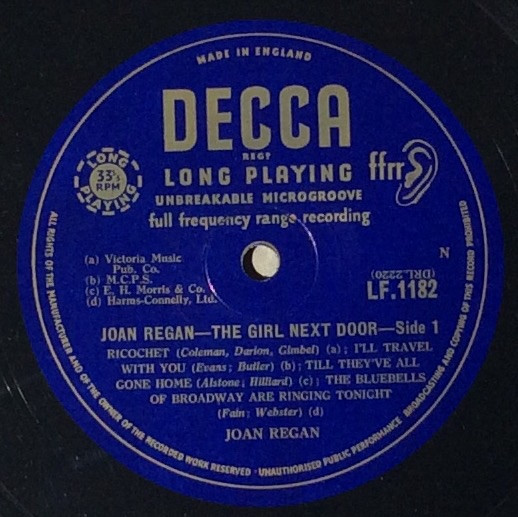 MADE IN ENGLAND
DECCA
REGD
LONG PLAYING
33⅓
RPM
LONG PLAYING
ffrr
UNBREAKABLE MICROGROOVE
full frequency range recording
(a) Victoria Music
Pub. Co.
(b) M.C.P.S.
(c) E. H. Morris & Co.
(d) Harms-Connelly, Ltd.
N
(DRL.2220)
LF.1182
JOAN REGAN—THE GIRL NEXT DOOR—Side 1
RICOCHET (Coleman, Darion, Gimbel) (a); I'LL TRAVEL
WITH YOU (Evans; Butler) (b); TILL THEY'VE ALL
GONE HOME (Alstone; Hilliard) (c); THE BLUEBELLS
OF BROADWAY ARE RINGING TONIGHT
(Fain; Webster) (d)
JOAN REGAN
ALL RIGHTS OF THE MANUFACTURER AND OF THE OWNER OF THE RECORDED WORK RESERVED · UNAUTHORISED PUBLIC PERFORMANCE BROADCASTING AND COPYING OF THIS RECORD PROHIBITED